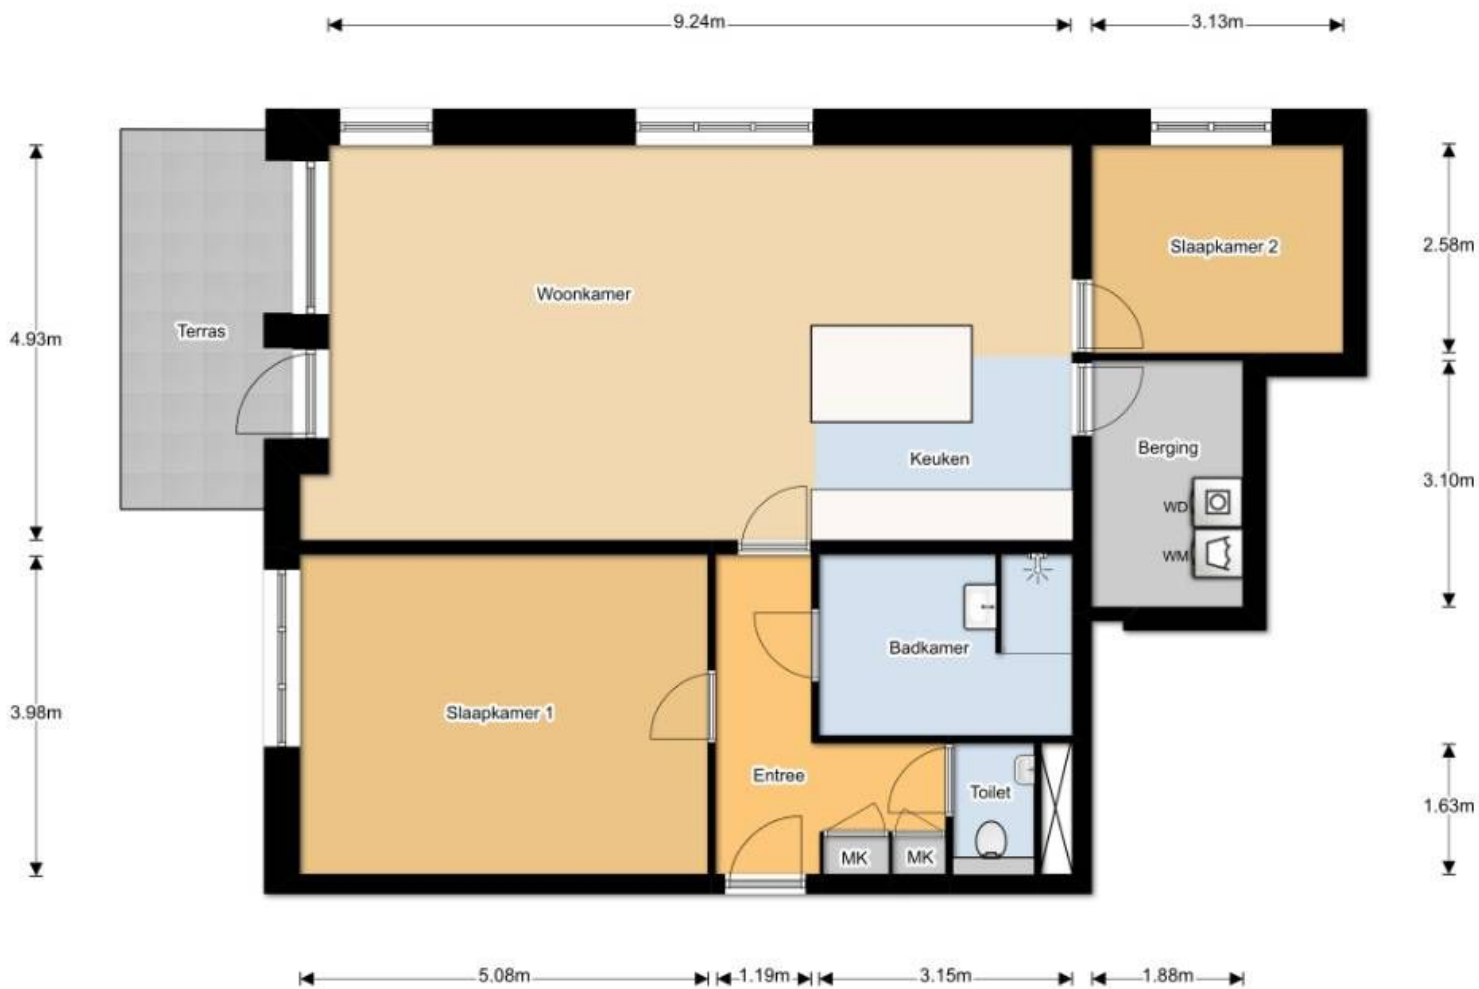 9.24m
3.13m
4.93m
2.58m
Slaapkamer 2
Woonkamer
Terras
Keuken
Berging
3.10m
WD
WM
Badkamer
3.98m
Slaapkamer 1
Entree
Toilet
1.63m
MK
MK
5.08m
1.19m
3.15m
1.88m